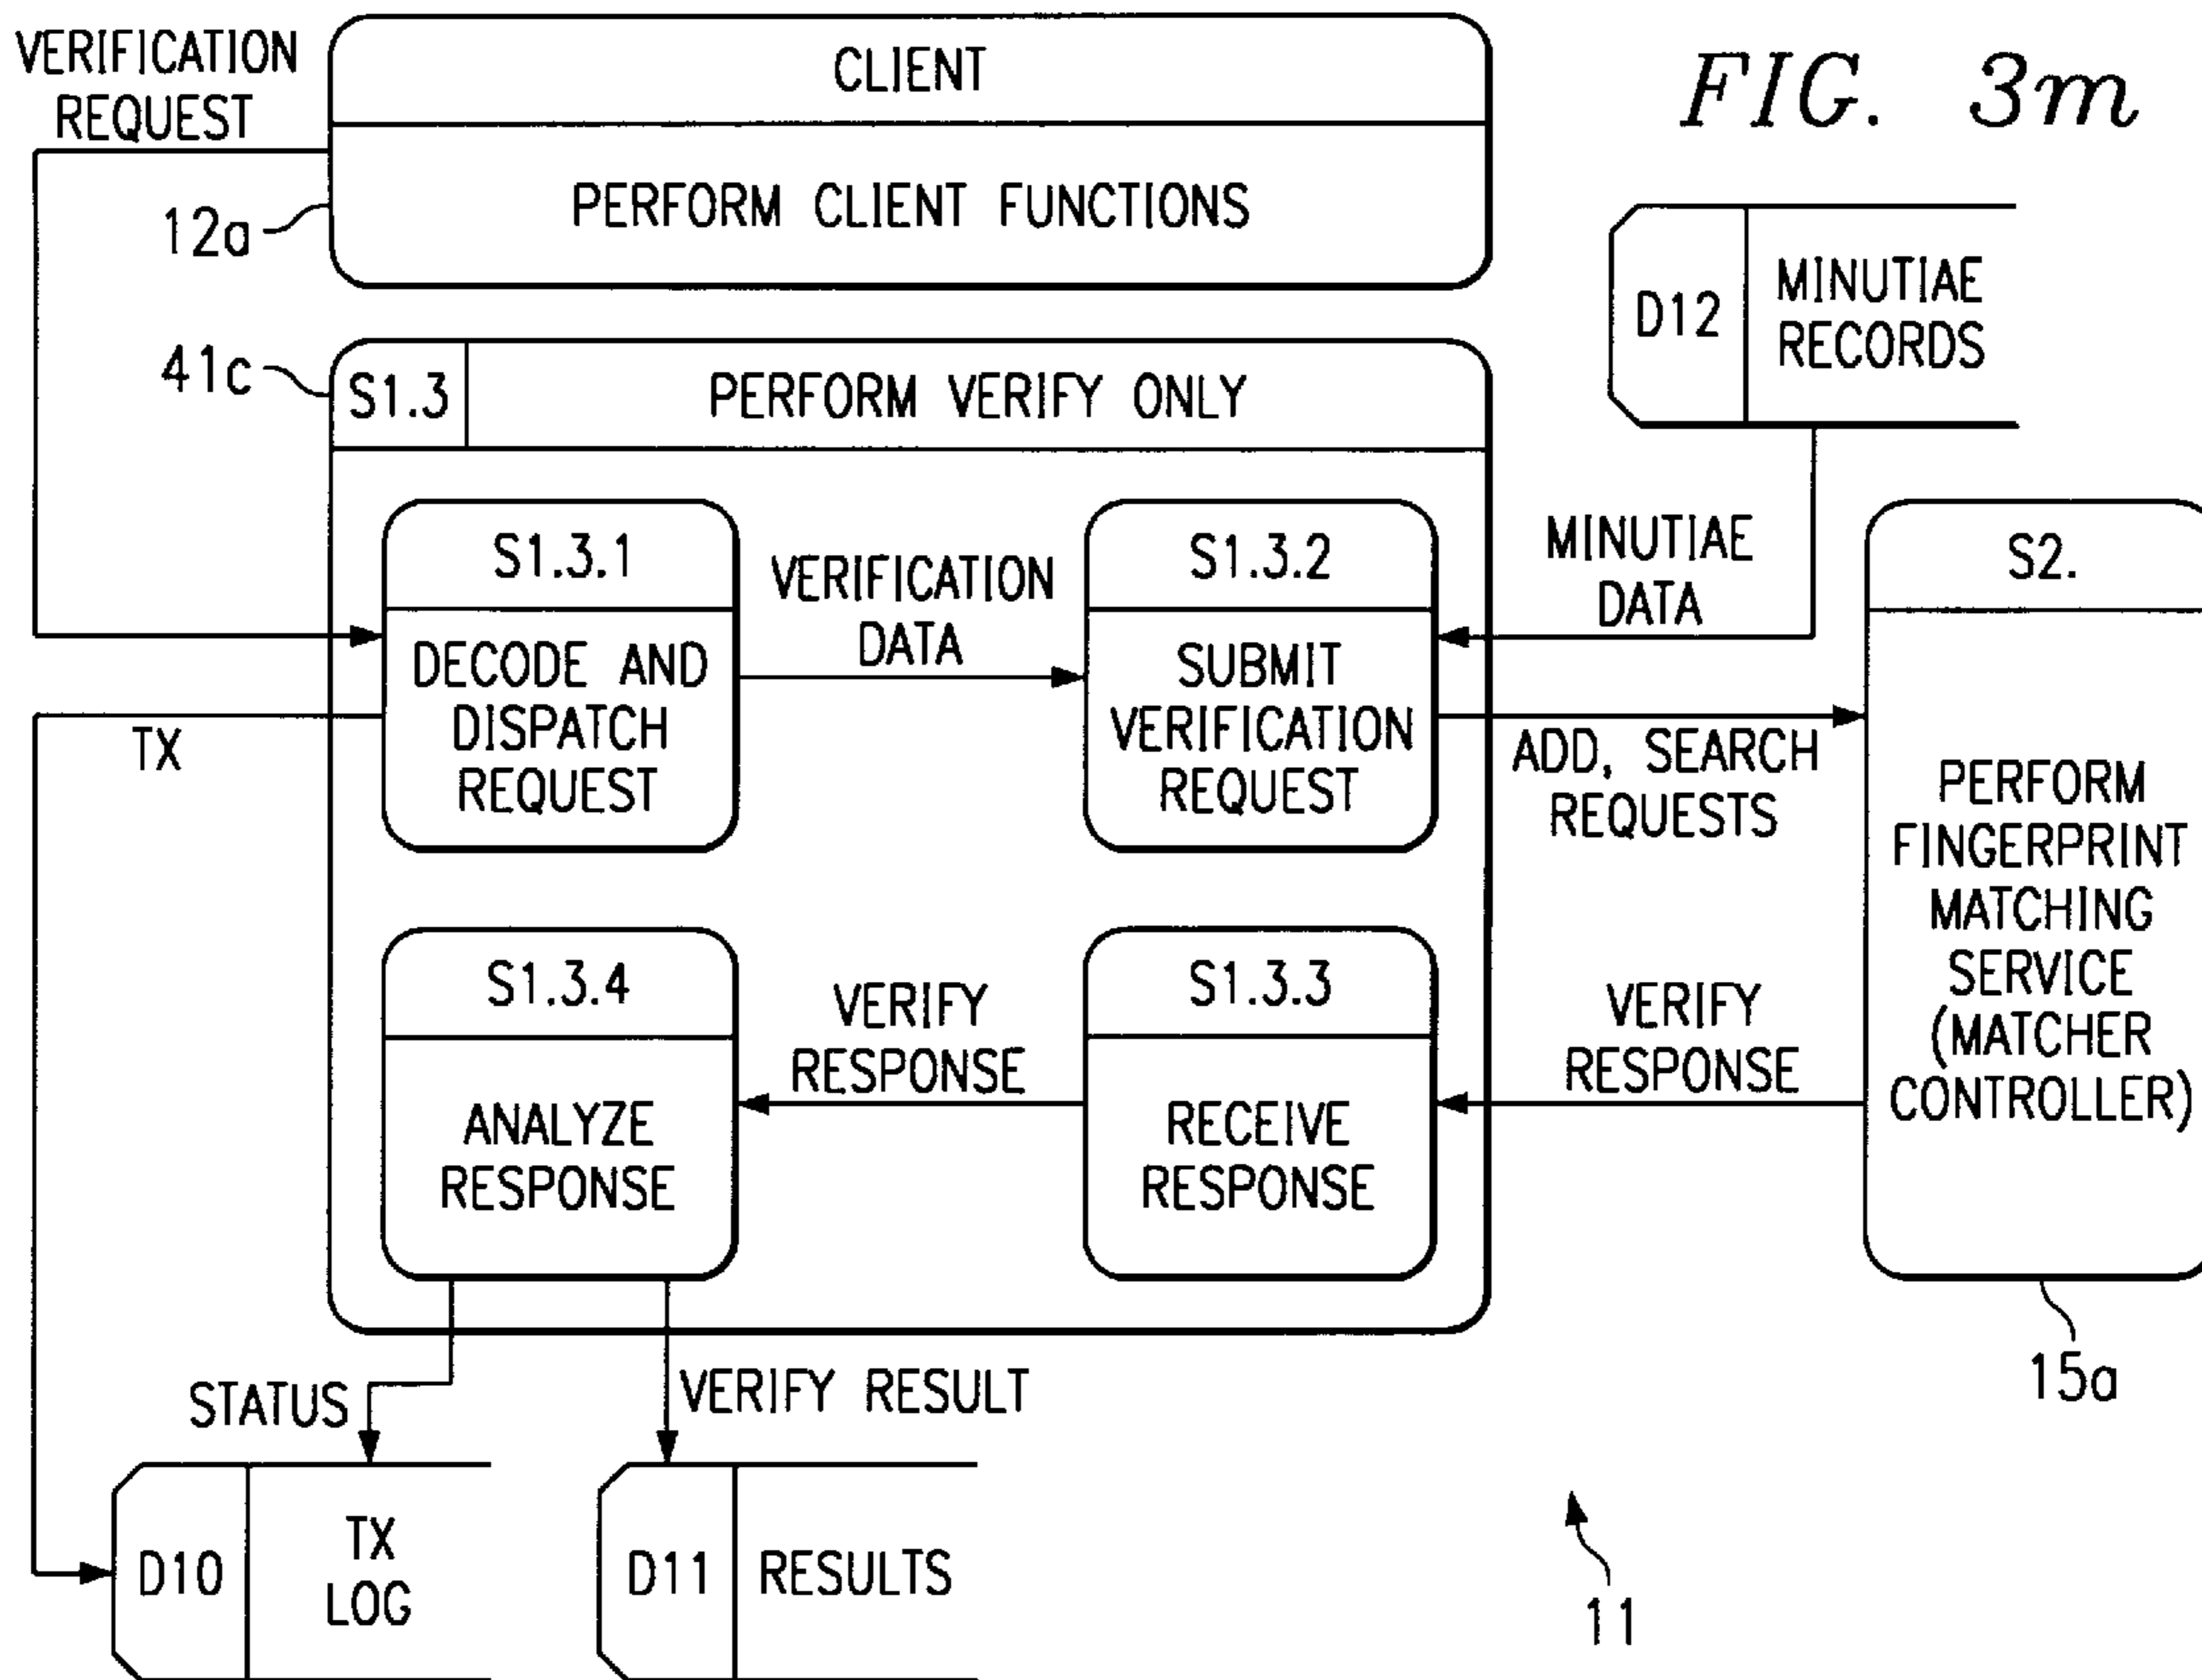 FIG. 3m
VERIFICATION
REQUEST
CLIENT
PERFORM CLIENT FUNCTIONS
12a
D12
MINUTIAE
RECORDS
41c
S1.3
PERFORM VERIFY ONLY
S1.3.1
DECODE AND
DISPATCH
REQUEST
VERIFICATION
DATA
S1.3.2
SUBMIT
VERIFICATION
REQUEST
MINUTIAE
DATA
S2.
PERFORM
FINGERPRINT
MATCHING
SERVICE
(MATCHER
CONTROLLER)
TX
ADD, SEARCH
REQUESTS
S1.3.4
ANALYZE
RESPONSE
VERIFY
RESPONSE
S1.3.3
RECEIVE
RESPONSE
VERIFY
RESPONSE
15a
STATUS
VERIFY RESULT
D10
TX
LOG
D11
RESULTS
11